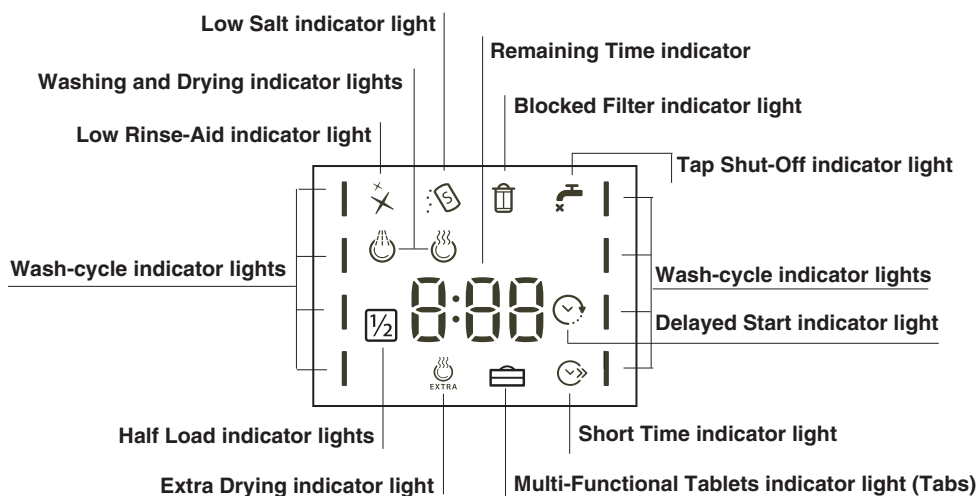 Low Salt indicator light
Remaining Time indicator
Washing and Drying indicator lights
Blocked Filter indicator light
Low Rinse-Aid indicator light
Tap Shut-Off indicator light
S
Wash-cycle indicator lights
Wash-cycle indicator lights
8:88
1/2
Delayed Start indicator light
EXTRA
Half Load indicator lights
Short Time indicator light
Extra Drying indicator light
Multi-Functional Tablets indicator light (Tabs)